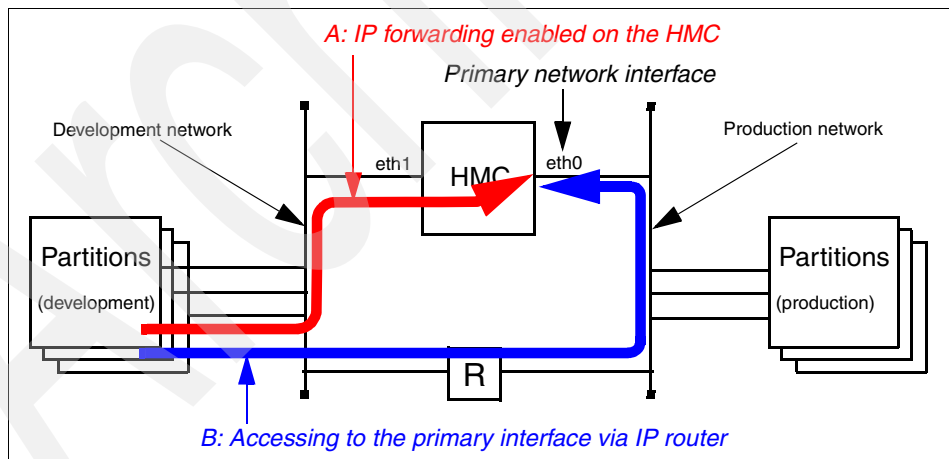 A: IP forwarding enabled on the HMC
Primary network interface
Development network
Production network
eth1
HMC
eth0
Partitions
(development)
Partitions
(production)
R
B: Accessing to the primary interface via IP router